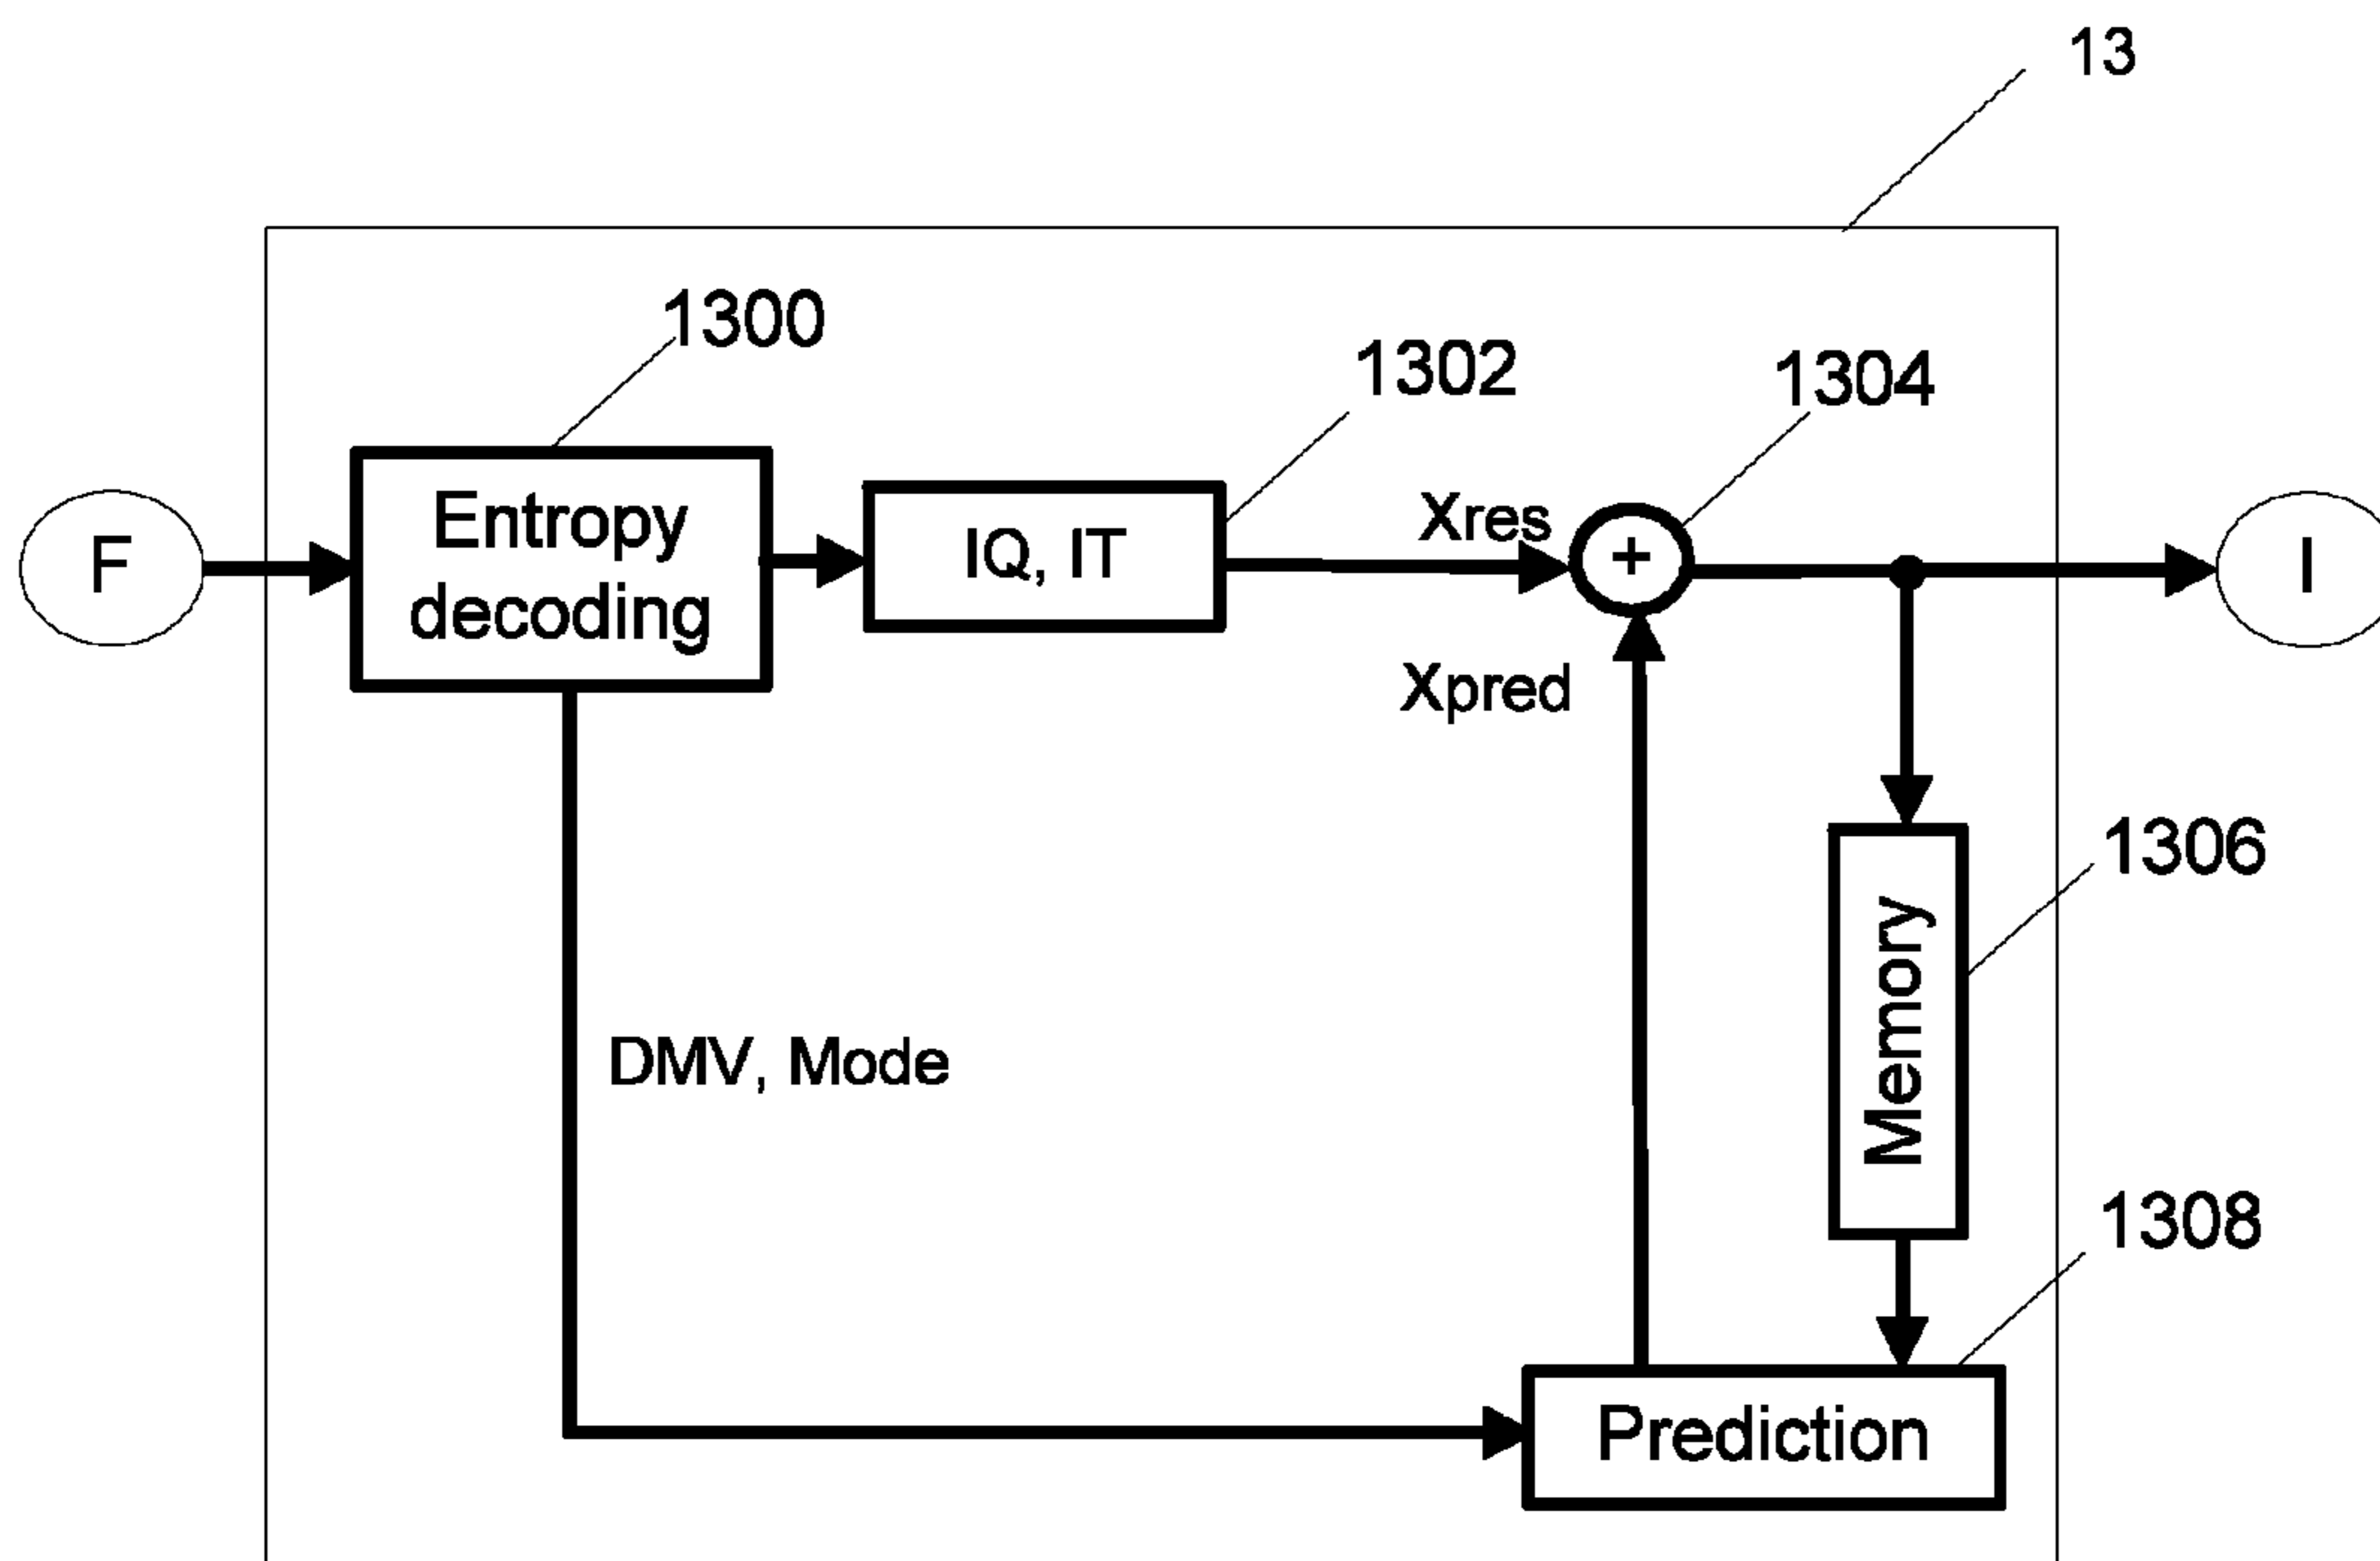 13
1300
1302
1304
Entropy
decoding
IQ, IT
Xres
+
F
I
Xpred
1306
Memory
DMV, Mode
1308
Prediction